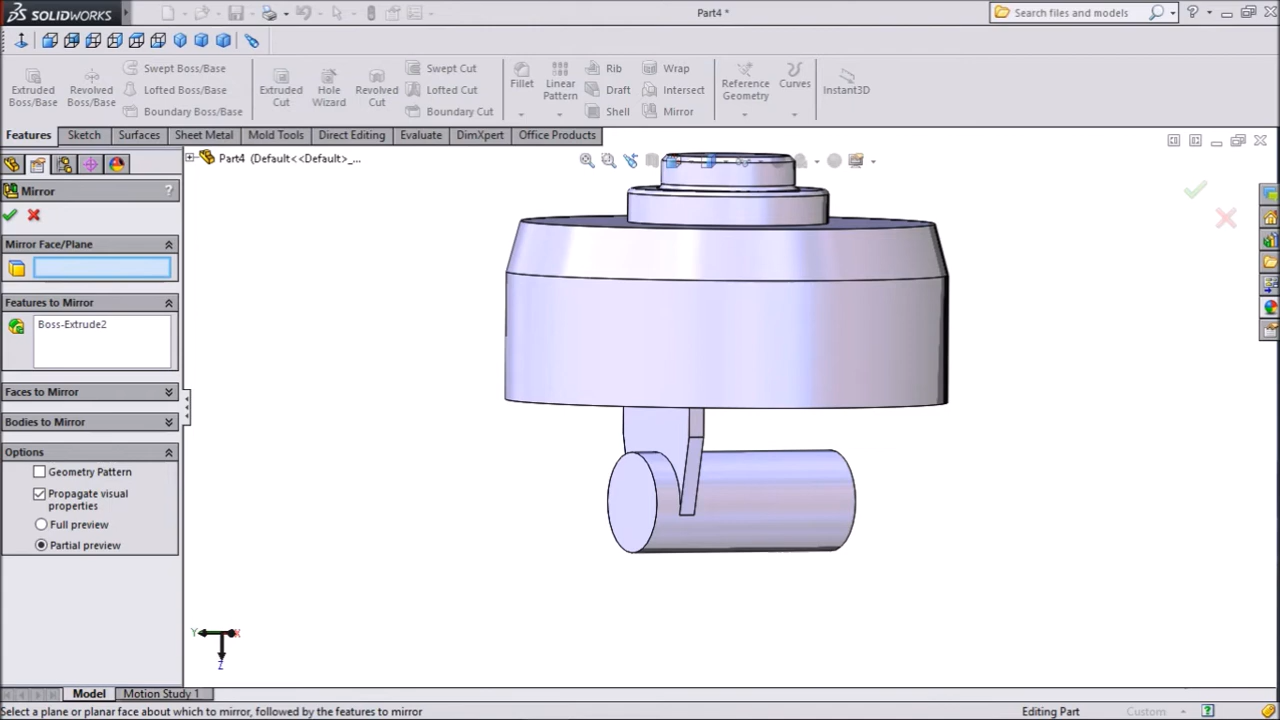 SOLIDWORKS
Part4 *
Search files and models
Extruded Boss/Base
Revolved Boss/Base
Swept Boss/Base
Lofted Boss/Base
Boundary Boss/Base
Extruded Cut
Hole Wizard
Revolved Cut
Swept Cut
Lofted Cut
Boundary Cut
Fillet
Linear Pattern
Rib
Draft
Shell
Wrap
Intersect
Mirror
Reference Geometry
Curves
Instant3D
Features
Sketch
Surfaces
Sheet Metal
Mold Tools
Direct Editing
Evaluate
DimXpert
Office Products
Part4 (Default<<Default>_...
Mirror
?
Mirror Face/Plane
Features to Mirror
Boss-Extrude2
Faces to Mirror
Bodies to Mirror
Options
Geometry Pattern
Propagate visual
properties
Full preview
Partial preview
Y
X
Z
Model
Motion Study 1
Select a plane or planar face about which to mirror, followed by the features to mirror
Editing Part
Custom